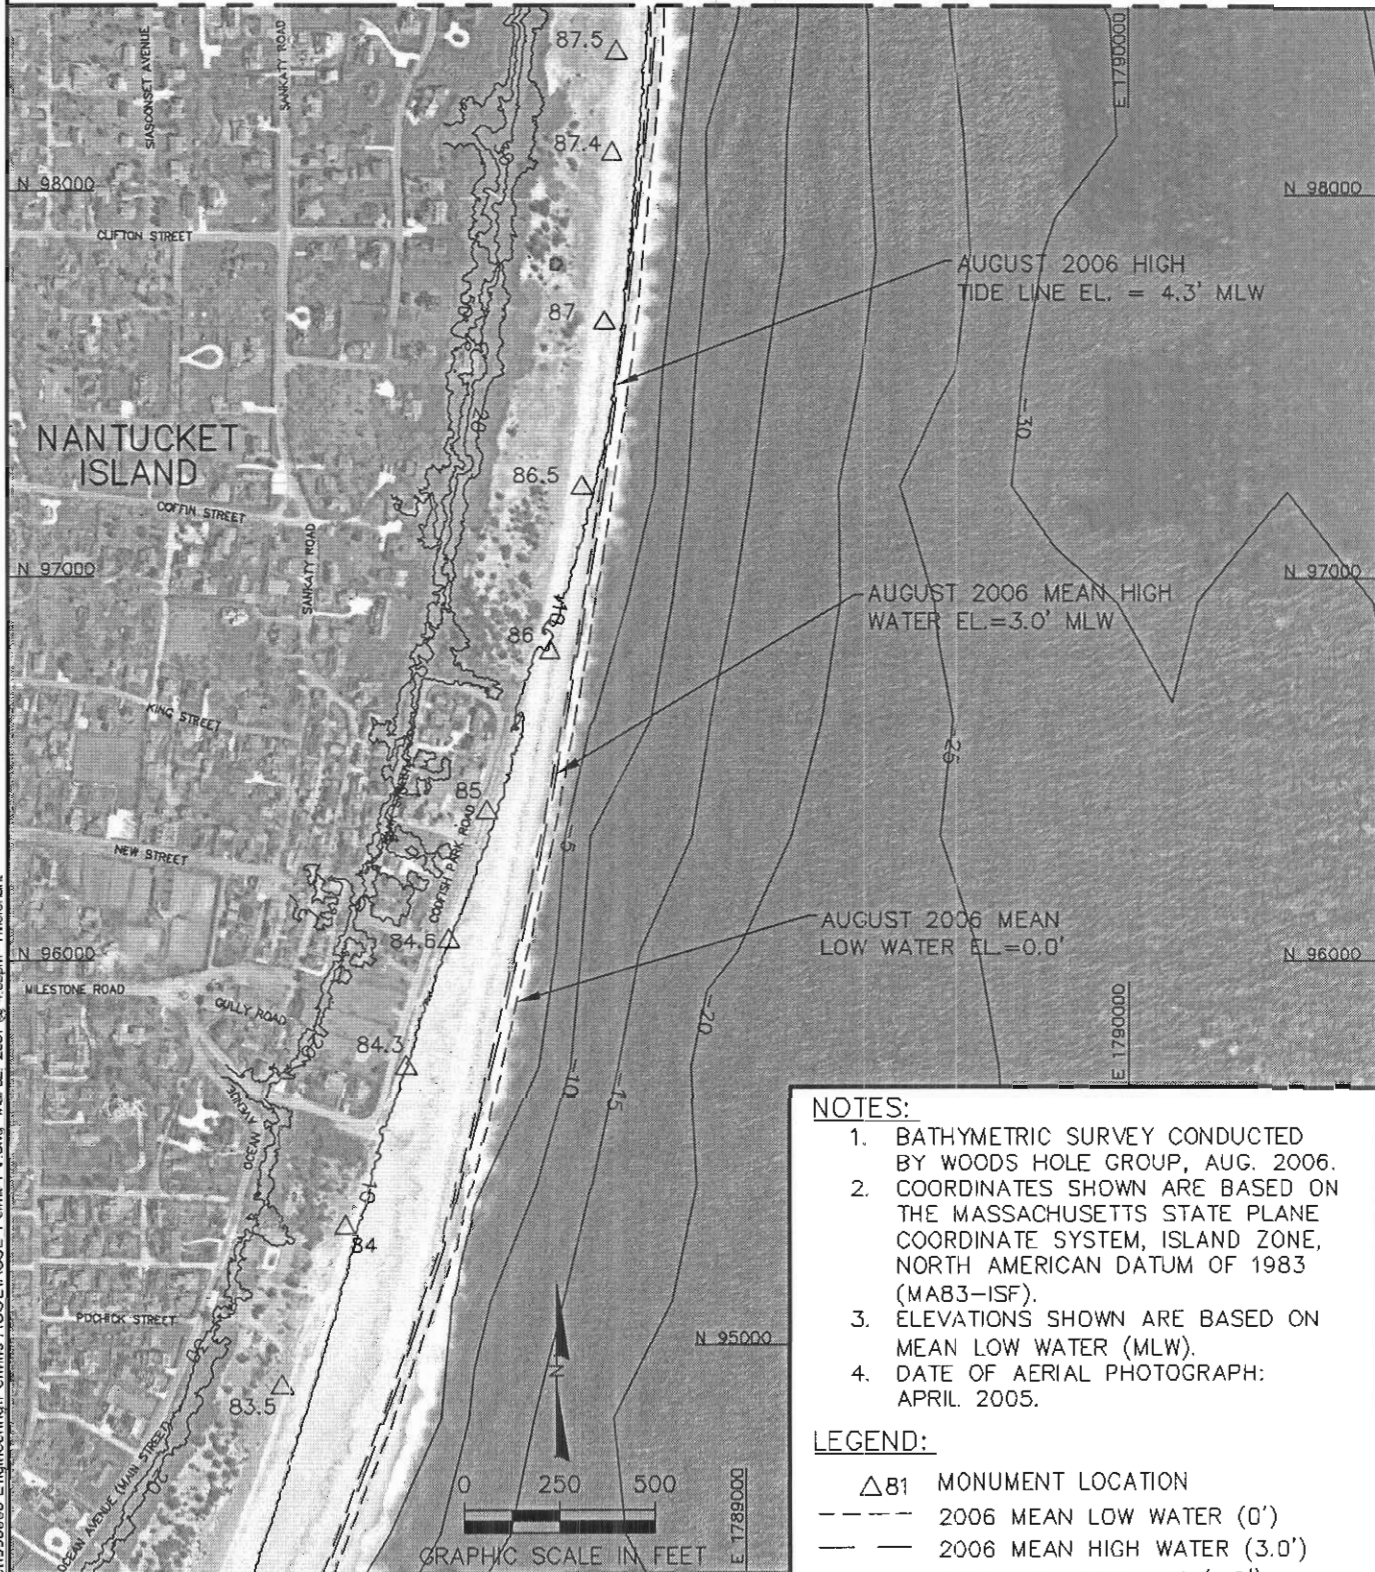 87.5
SIASCONSET AVENUE
SANKATY ROAD
E 1790000
87.4
N 98000
N 98000
CLIFTON STREET
AUGUST 2006 HIGH
TIDE LINE EL. = 4.3' MLW
87
20
-30
NANTUCKET
ISLAND
86.5
COFFIN STREET
SANKATY ROAD
N 97000
N 97000
AUGUST 2006 MEAN HIGH
WATER EL.=3.0' MLW
10
86
KING STREET
-25
85
-5
NEW STREET
CODFISH PARK ROAD
AUGUST 2006 MEAN
LOW WATER EL.=0.0'
84.6
N 96000
N 96000
MILESTONE ROAD
GULLY ROAD
-20
E 1790000
20
84.3
-10
-15
OCEAN AVENUE
10
84
POCHICK STREET
30
N 95000
83.5
N
20
OCEAN AVENUE (MAIN STREET)
0 250 500
GRAPHIC SCALE IN FEET
E 1789000
NOTES:
1. BATHYMETRIC SURVEY CONDUCTED
BY WOODS HOLE GROUP, AUG. 2006.
2. COORDINATES SHOWN ARE BASED ON
THE MASSACHUSETTS STATE PLANE
COORDINATE SYSTEM, ISLAND ZONE,
NORTH AMERICAN DATUM OF 1983
(MA83-ISF).
3. ELEVATIONS SHOWN ARE BASED ON
MEAN LOW WATER (MLW).
4. DATE OF AERIAL PHOTOGRAPH:
APRIL 2005.
LEGEND:
81 MONUMENT LOCATION
2006 MEAN LOW WATER (0')
2006 MEAN HIGH WATER (3.0')